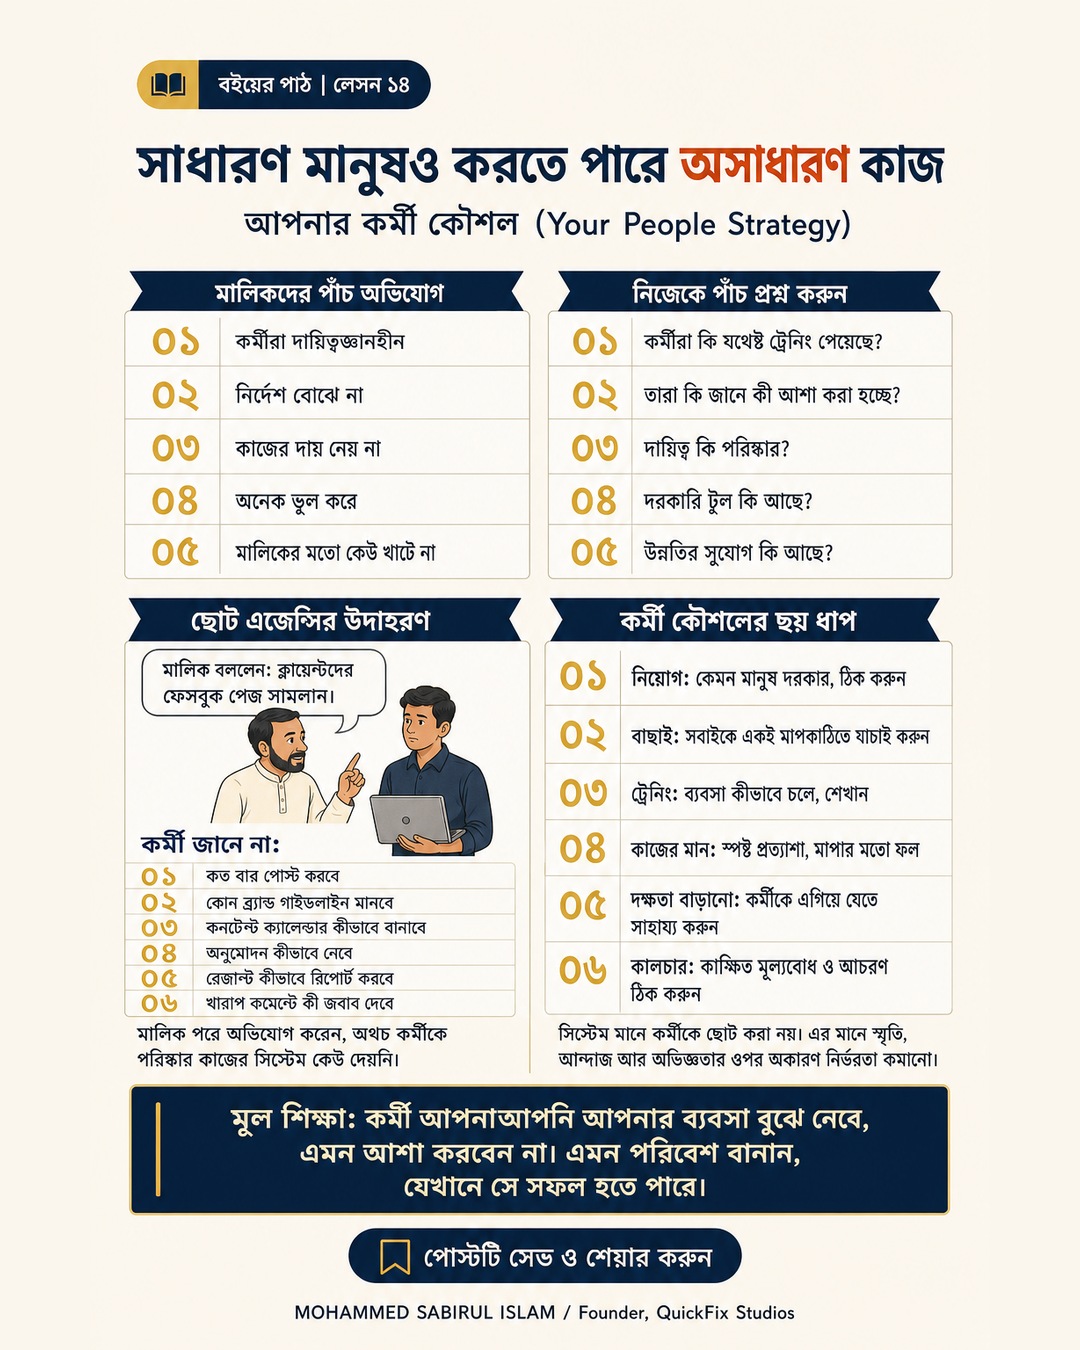 বইয়ের পাঠ | লেসন ১৪
সাধারণ মানুষও করতে পারে অসাধারণ কাজ
আপনার কর্মী কৌশল (Your People Strategy)
মালিকদের পাঁচ অভিযোগ
০১ কর্মীরা দায়িত্বজ্ঞানহীন
০২ নির্দেশ বোঝে না
০৩ কাজের দায় নেয় না
০৪ অনেক ভুল করে
০৫ মালিকের মতো কেউ খাটে না
নিজেকে পাঁচ প্রশ্ন করুন
০১ কর্মীরা কি যথেষ্ট ট্রেনিং পেয়েছে?
০২ তারা কি জানে কী আশা করা হচ্ছে?
০৩ দায়িত্ব কি পরিষ্কার?
০৪ দরকারি টুল কি আছে?
০৫ উন্নতির সুযোগ কি আছে?
ছোট এজেন্সির উদাহরণ
মালিক বললেন: ক্লায়েন্টদের
ফেসবুক পেজ সামলান।
কর্মী জানে না:
০১ কত বার পোস্ট করবে
০২ কোন ব্র্যান্ড গাইডলাইন মানবে
০৩ কনটেন্ট ক্যালেন্ডার কীভাবে বানাবে
০৪ অনুমোদন কীভাবে নেবে
০৫ রেজাল্ট কীভাবে রিপোর্ট করবে
০৬ খারাপ কমেন্টে কী জবাব দেবে
মালিক পরে অভিযোগ করেন, অথচ কর্মীকে
পরিষ্কার কাজের সিস্টেম কেউ দেয়নি।
কর্মী কৌশলের ছয় ধাপ
০১ নিয়োগ: কেমন মানুষ দরকার, ঠিক করুন
০২ বাছাই: সবাইকে একই মাপকাঠিতে যাচাই করুন
০৩ ট্রেনিং: ব্যবসা কীভাবে চলে, শেখান
০৪ কাজের মান: স্পষ্ট প্রত্যাশা, মাপার মতো ফল
০৫ দক্ষতা বাড়ানো: কর্মীকে এগিয়ে যেতে
সাহায্য করুন
০৬ কালচার: কাঙ্ক্ষিত মূল্যবোধ ও আচরণ
ঠিক করুন
সিস্টেম মানে কর্মীকে ছোট করা নয়। এর মানে স্মৃতি,
আন্দাজ আর অভিজ্ঞতার ওপর অকারণ নির্ভরতা কমানো।
মূল শিক্ষা: কর্মী আপনাআপনি আপনার ব্যবসা বুঝে নেবে,
এমন আশা করবেন না। এমন পরিবেশ বানান,
যেখানে সে সফল হতে পারে।
পোস্টটি সেভ ও শেয়ার করুন
MOHAMMED SABIRUL ISLAM / Founder, QuickFix Studios